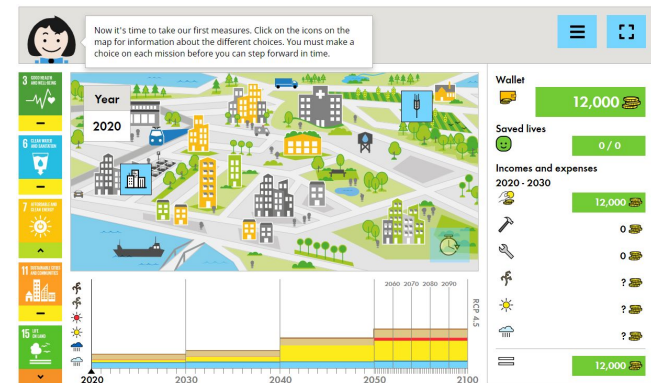 Now it's time to take our first measures. Click on the icons on the
map for information about the different choices. You must make a
choice on each mission before you can step forward in time.
3 GOOD HEALTH
AND WELL-BEING
6 CLEAN WATER
AND SANITATION
7 AFFORDABLE AND
CLEAN ENERGY
11 SUSTAINABLE CITIES
AND COMMUNITIES
15 LIFE
ON LAND
Year
2020
2060 2070 2080 2090
RCP 4.5
2020 2030 2040 2050 2100
Wallet
12,000
Saved lives
0 / 0
Incomes and expenses
2020 - 2030
12,000
0
0
?
?
?
12,000